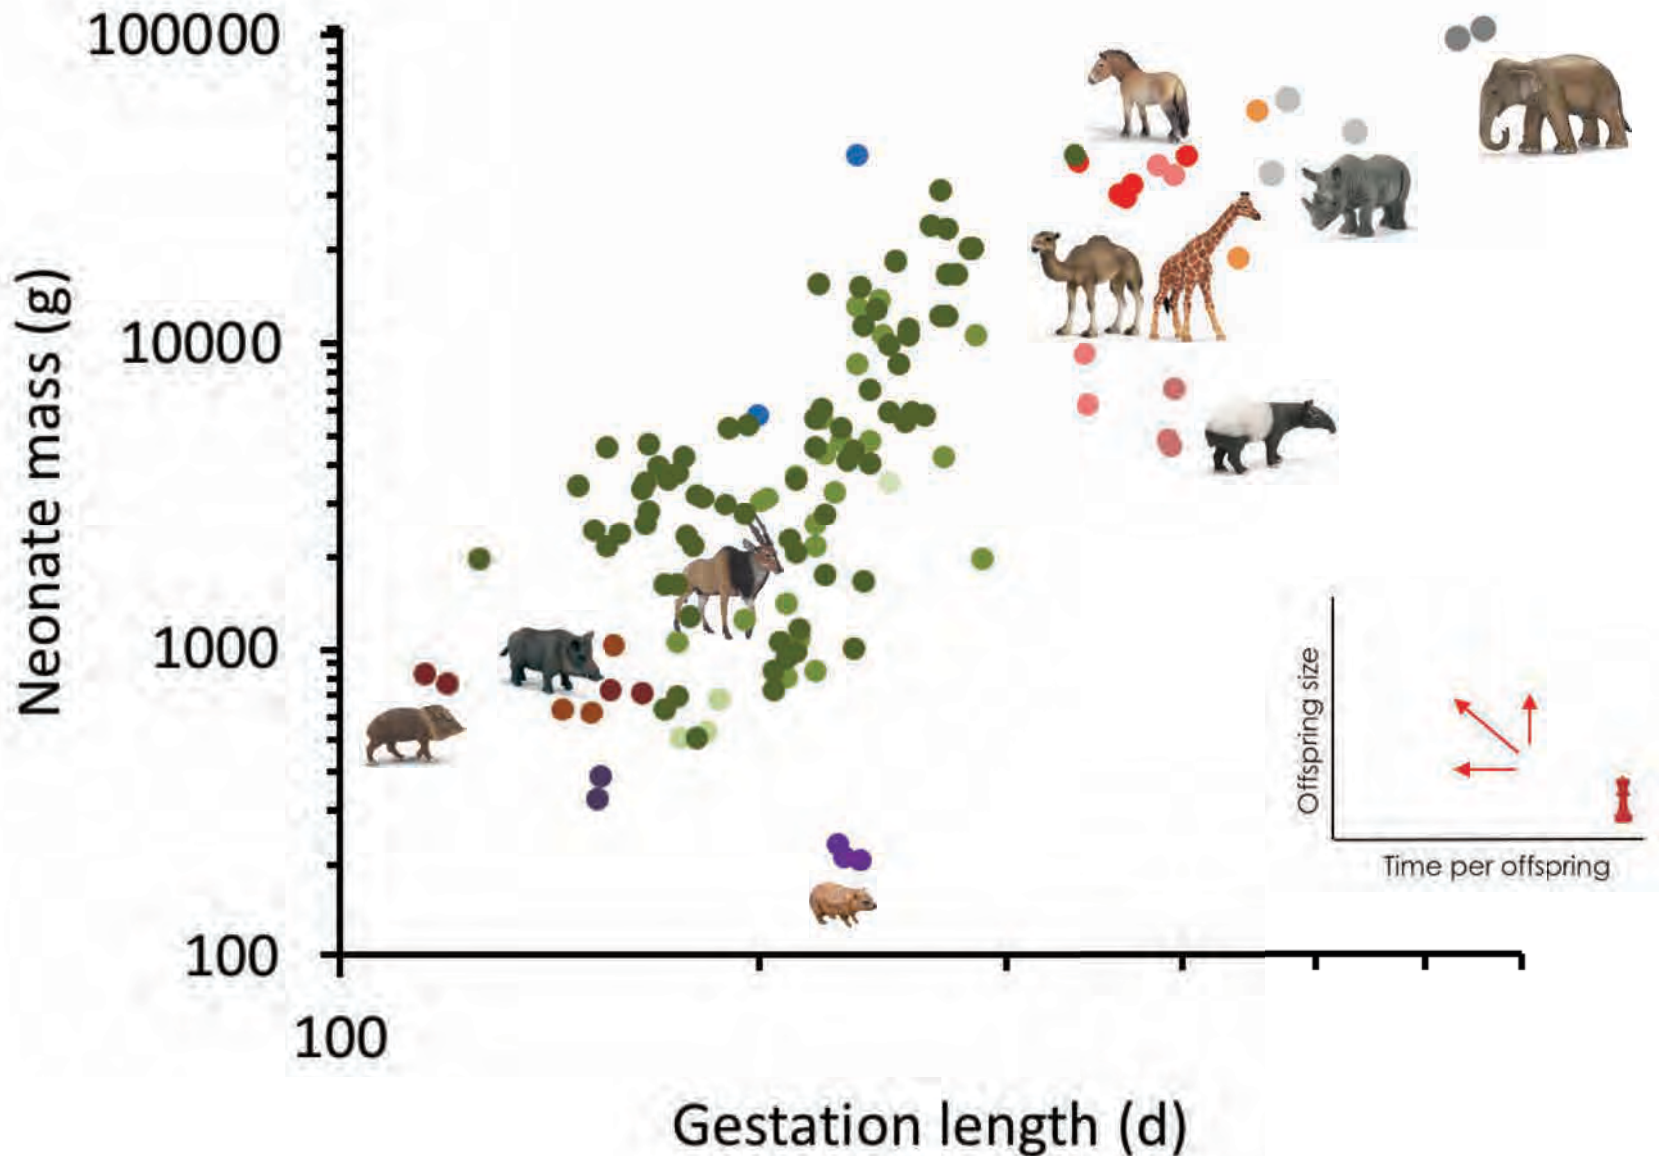 100000
10000
1000
100
100
Neonate mass (g)
Gestation length (d)
Offspring size
Time per offspring